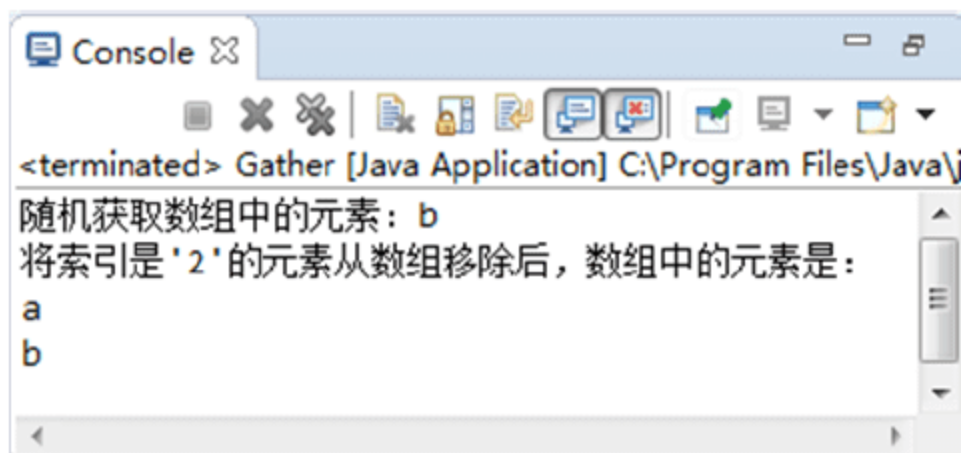 Console
<terminated> Gather [Java Application] C:\Program Files\Java\j
随机获取数组中的元素：b
将索引是'2'的元素从数组移除后，数组中的元素是：
a
b